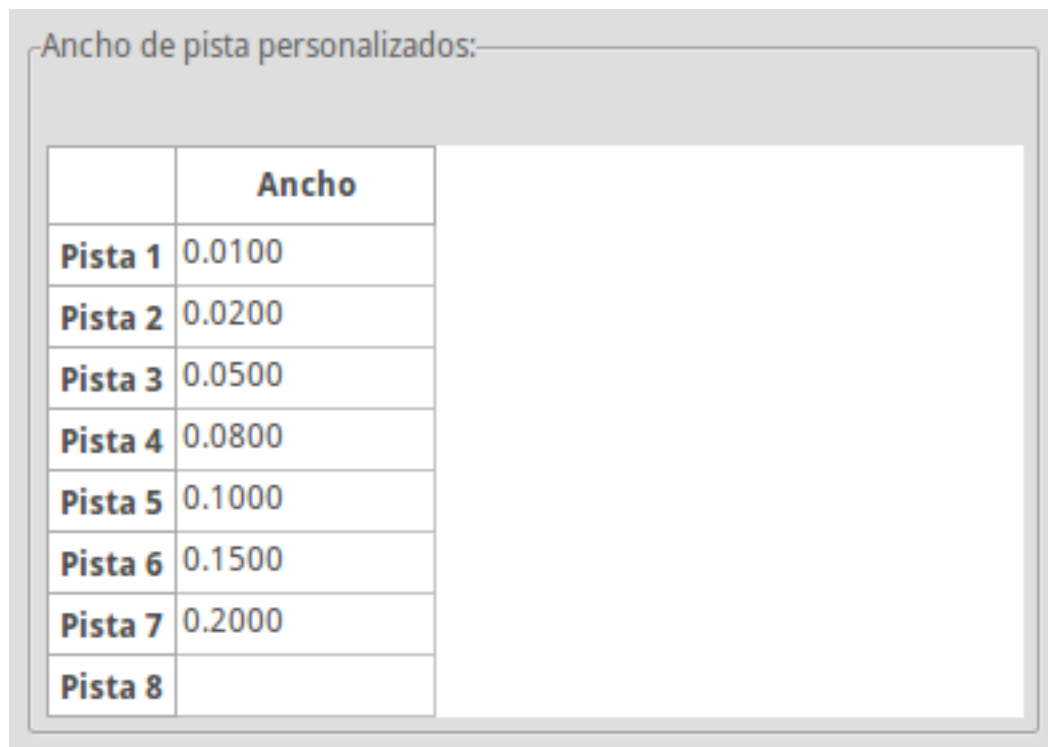 Ancho de pista personalizados:
Ancho
Pista 1 0.0100
Pista 2 0.0200
Pista 3 0.0500
Pista 4 0.0800
Pista 5 0.1000
Pista 6 0.1500
Pista 7 0.2000
Pista 8